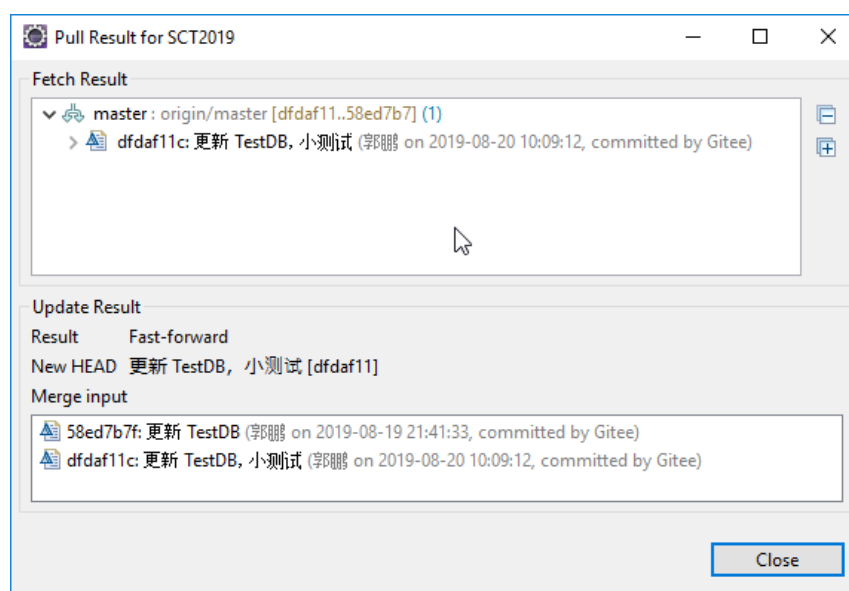 Pull Result for SCT2019
Fetch Result
master : origin/master [dfdaf11..58ed7b7] (1)
dfdaf11c: 更新 TestDB, 小测试 (郭鹏 on 2019-08-20 10:09:12, committed by Gitee)
Update Result
Result Fast-forward
New HEAD 更新 TestDB，小测试 [dfdaf11]
Merge input
58ed7b7f: 更新 TestDB (郭鹏 on 2019-08-19 21:41:33, committed by Gitee)
dfdaf11c: 更新 TestDB, 小测试 (郭鹏 on 2019-08-20 10:09:12, committed by Gitee)
Close